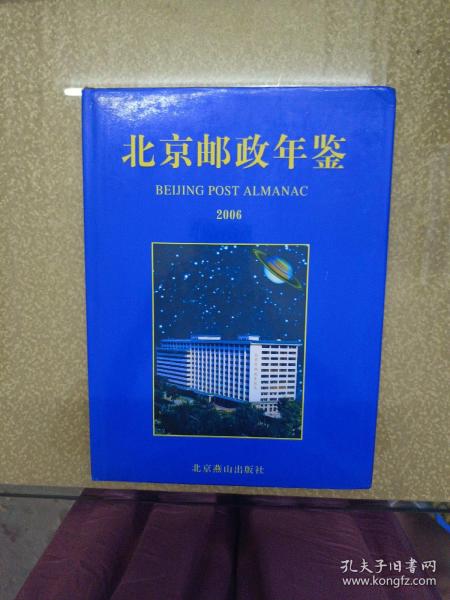 北京邮政年鉴
BEIJING POST ALMANAC
2006
北京燕山出版社
孔夫子旧书网
www.kongfz.com